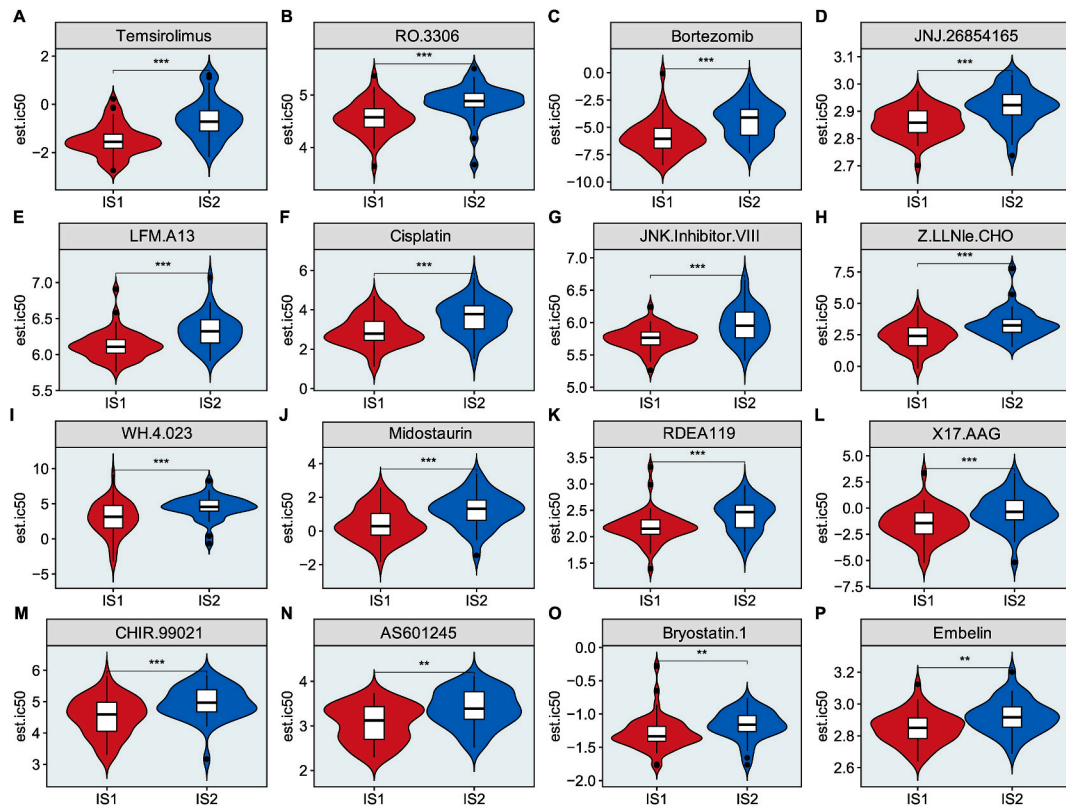 A Temsirolimus
2
***
0
−2
est.ic50
IS1 IS2
B RO.3306
6
***
5
4
est.ic50
IS1 IS2
C Bortezomib
0.0
***
−2.5
−5.0
−7.5
−10.0
est.ic50
IS1 IS2
D JNJ.26854165
3.1
***
3.0
2.9
2.8
2.7
est.ic50
IS1 IS2
E LFM.A13
7.0
***
6.5
6.0
5.5
est.ic50
IS1 IS2
F Cisplatin
6
***
4
2
0
est.ic50
IS1 IS2
G JNK.Inhibitor.VIII
7.0
***
6.5
6.0
5.5
5.0
est.ic50
IS1 IS2
H Z.LLNle.CHO
7.5
***
5.0
2.5
0.0
est.ic50
IS1 IS2
I WH.4.023
10
***
5
0
−5
est.ic50
IS1 IS2
J Midostaurin
4
***
2
0
−2
est.ic50
IS1 IS2
K RDEA119
3.5
***
3.0
2.5
2.0
1.5
est.ic50
IS1 IS2
L X17.AAG
5.0
***
2.5
0.0
−2.5
−5.0
−7.5
est.ic50
IS1 IS2
M CHIR.99021
6
***
5
4
3
est.ic50
IS1 IS2
N AS601245
4
**
3
2
est.ic50
IS1 IS2
O Bryostatin.1
0.0
**
−0.5
−1.0
−1.5
−2.0
est.ic50
IS1 IS2
P Embelin
3.2
**
3.0
2.8
2.6
est.ic50
IS1 IS2